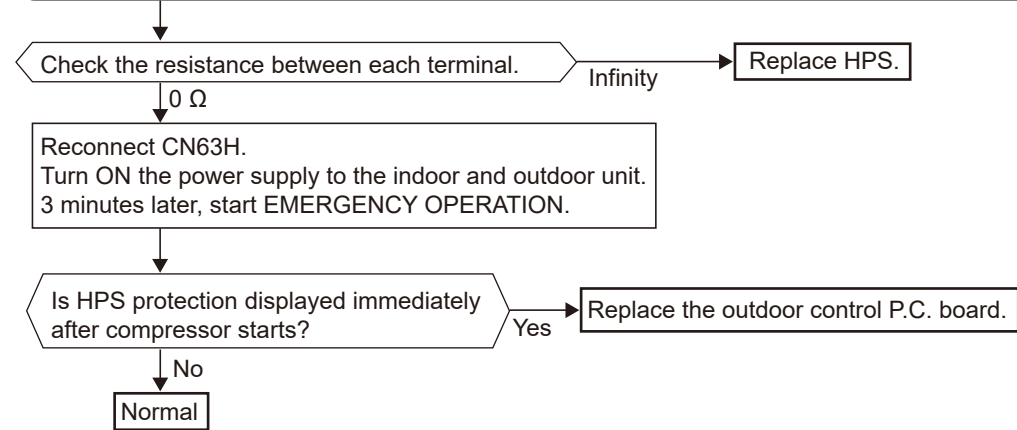 Check the resistance between each terminal.
Infinity
Replace HPS.
0 Ω
Reconnect CN63H.
Turn ON the power supply to the indoor and outdoor unit.
3 minutes later, start EMERGENCY OPERATION.
Is HPS protection displayed immediately
after compressor starts?
Yes
Replace the outdoor control P.C. board.
No
Normal